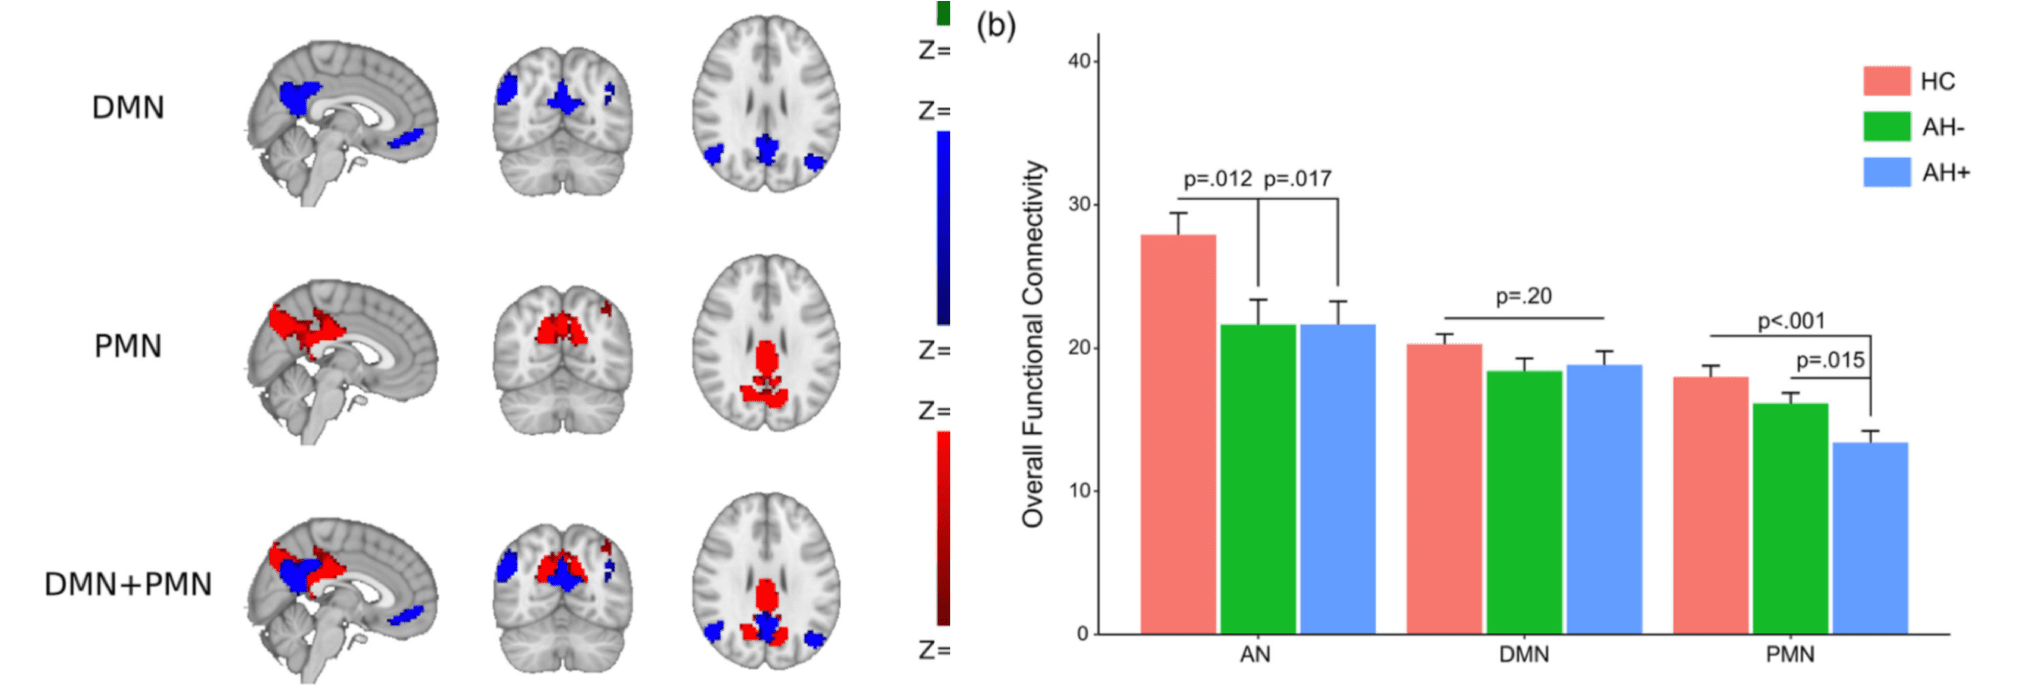 DMN
PMN
DMN+PMN
Z=
Z=
Z=
Z=
Z=
(b)
HC
AH-
AH+
Overall Functional Connectivity
40
30
20
10
0
p=.012 p=.017
p=.20
p<.001
p=.015
AN
DMN
PMN